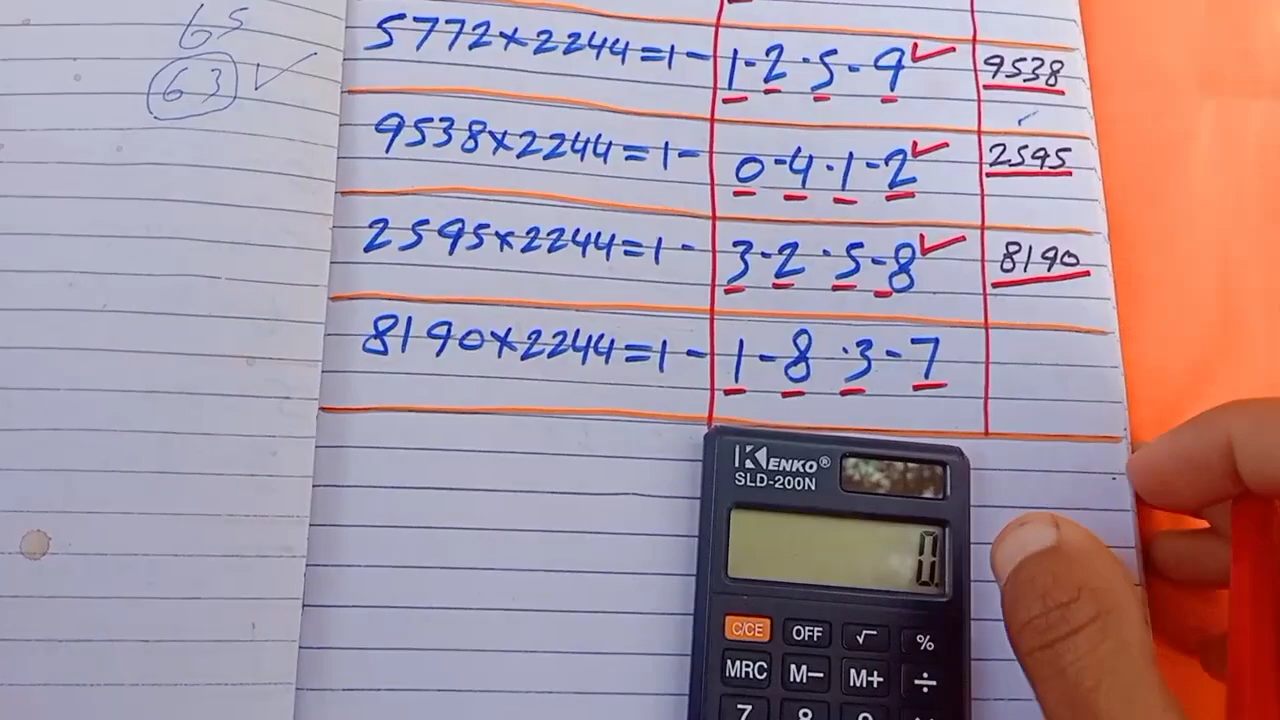 65
63 ✓
5772×2244=1-1-2·5-9 ✓ 9538
9538×2244=1-0-4·1-2 ✓ 2595
2595×2244=1-3-2·5-8 ✓ 8190
8190×2244=1-1-8·3-7
KENKO®
SLD-200N
0.
C/CE OFF √ %
MRC M− M+ ÷
7 8